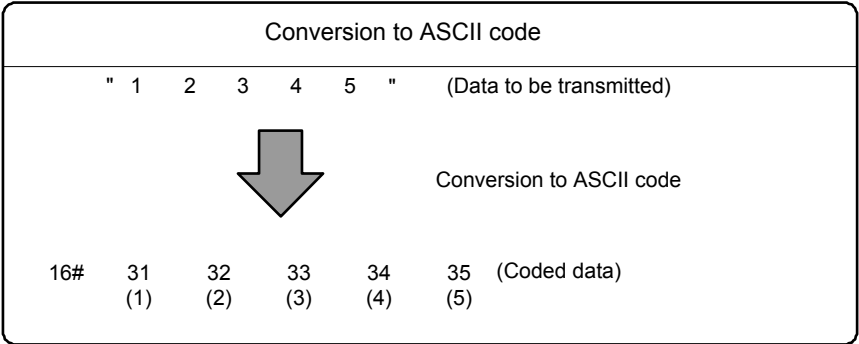 Conversion to ASCII code
" 1 2 3 4 5 " (Data to be transmitted)
Conversion to ASCII code
16# 31 32 33 34 35 (Coded data)
(1) (2) (3) (4) (5)